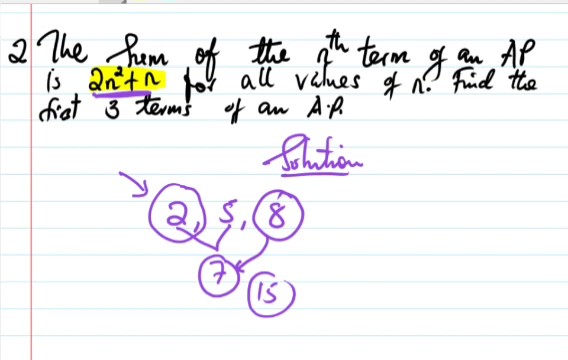 2 The Sum of the nth term of an AP
is 2n²+n for all values of n. Find the
first 3 terms of an A.P.
Solution
2, 5, 8
7
15